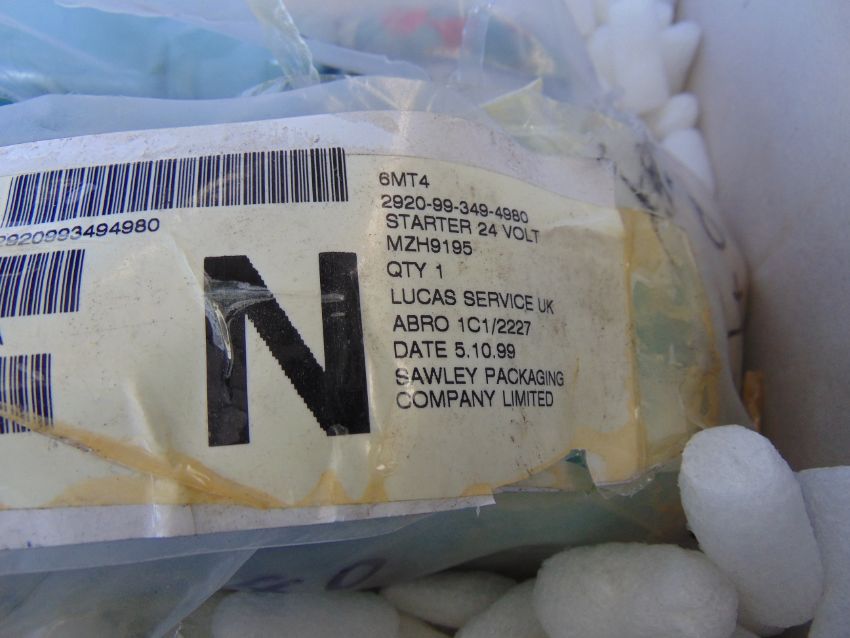 6MT4
2920-99-349-4980
STARTER 24 VOLT
MZH9195
QTY 1
LUCAS SERVICE UK
ABRO 1C1/2227
DATE 5.10.99
SAWLEY PACKAGING
COMPANY LIMITED
2920993494980
N